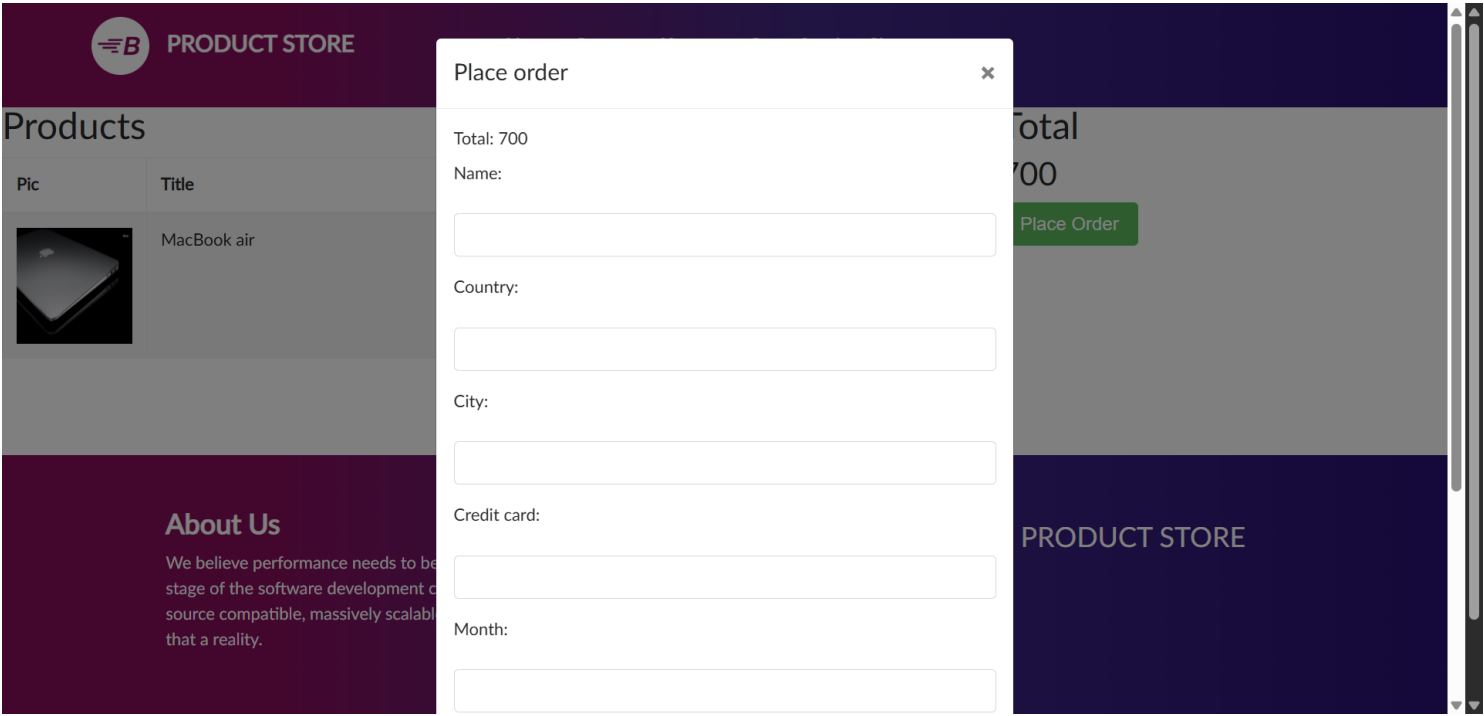 B
PRODUCT STORE
Place order
×
Products
Total: 700
otal
Name:
00
Pic
Title
Place Order
MacBook air
Country:
City:
Credit card:
About Us
PRODUCT STORE
We believe performance needs to be
stage of the software development
source compatible, massively
that a reality.
Month: